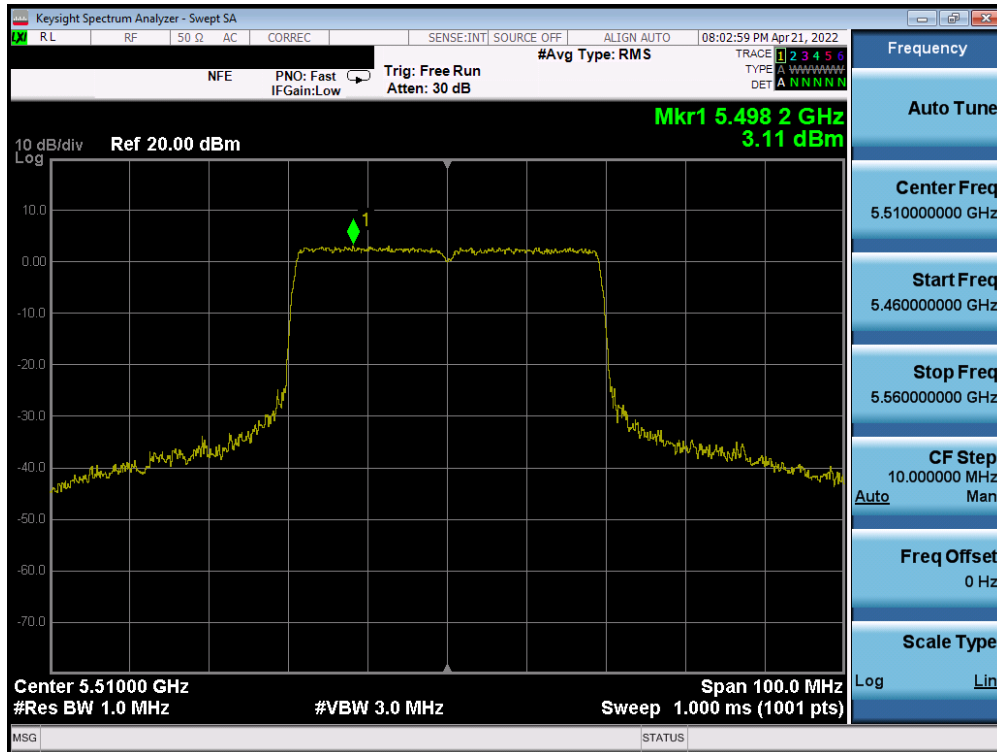 Keysight Spectrum Analyzer - Swept SA
LXI RL RF 50 Ω AC CORREC SENSE:INT SOURCE OFF ALIGN AUTO 08:02:59 PM Apr 21, 2022
#Avg Type: RMS
TRACE 1 2 3 4 5 6
TYPE A WWWWW
DET A N N N N N
NFE
PNO: Fast
IFGain:Low
Trig: Free Run
Atten: 30 dB
Mkr1 5.498 2 GHz
3.11 dBm
10 dB/div
Log
Ref 20.00 dBm
1
10.0
0.00
-10.0
-20.0
-30.0
-40.0
-50.0
-60.0
-70.0
Center 5.51000 GHz
Span 100.0 MHz
#Res BW 1.0 MHz
#VBW 3.0 MHz
Sweep 1.000 ms (1001 pts)
MSG
STATUS
Frequency
Auto Tune
Center Freq
5.510000000 GHz
Start Freq
5.460000000 GHz
Stop Freq
5.560000000 GHz
CF Step
10.000000 MHz
Auto Man
Freq Offset
0 Hz
Scale Type
Log Lin